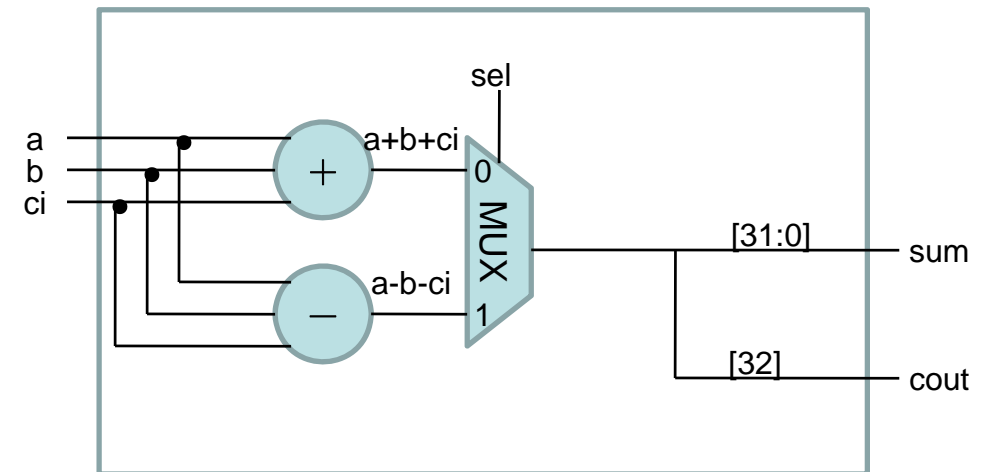 sel
a
b
ci
+
a+b+ci
0
MUX
[31:0]
sum
−
a-b-ci
1
[32]
cout